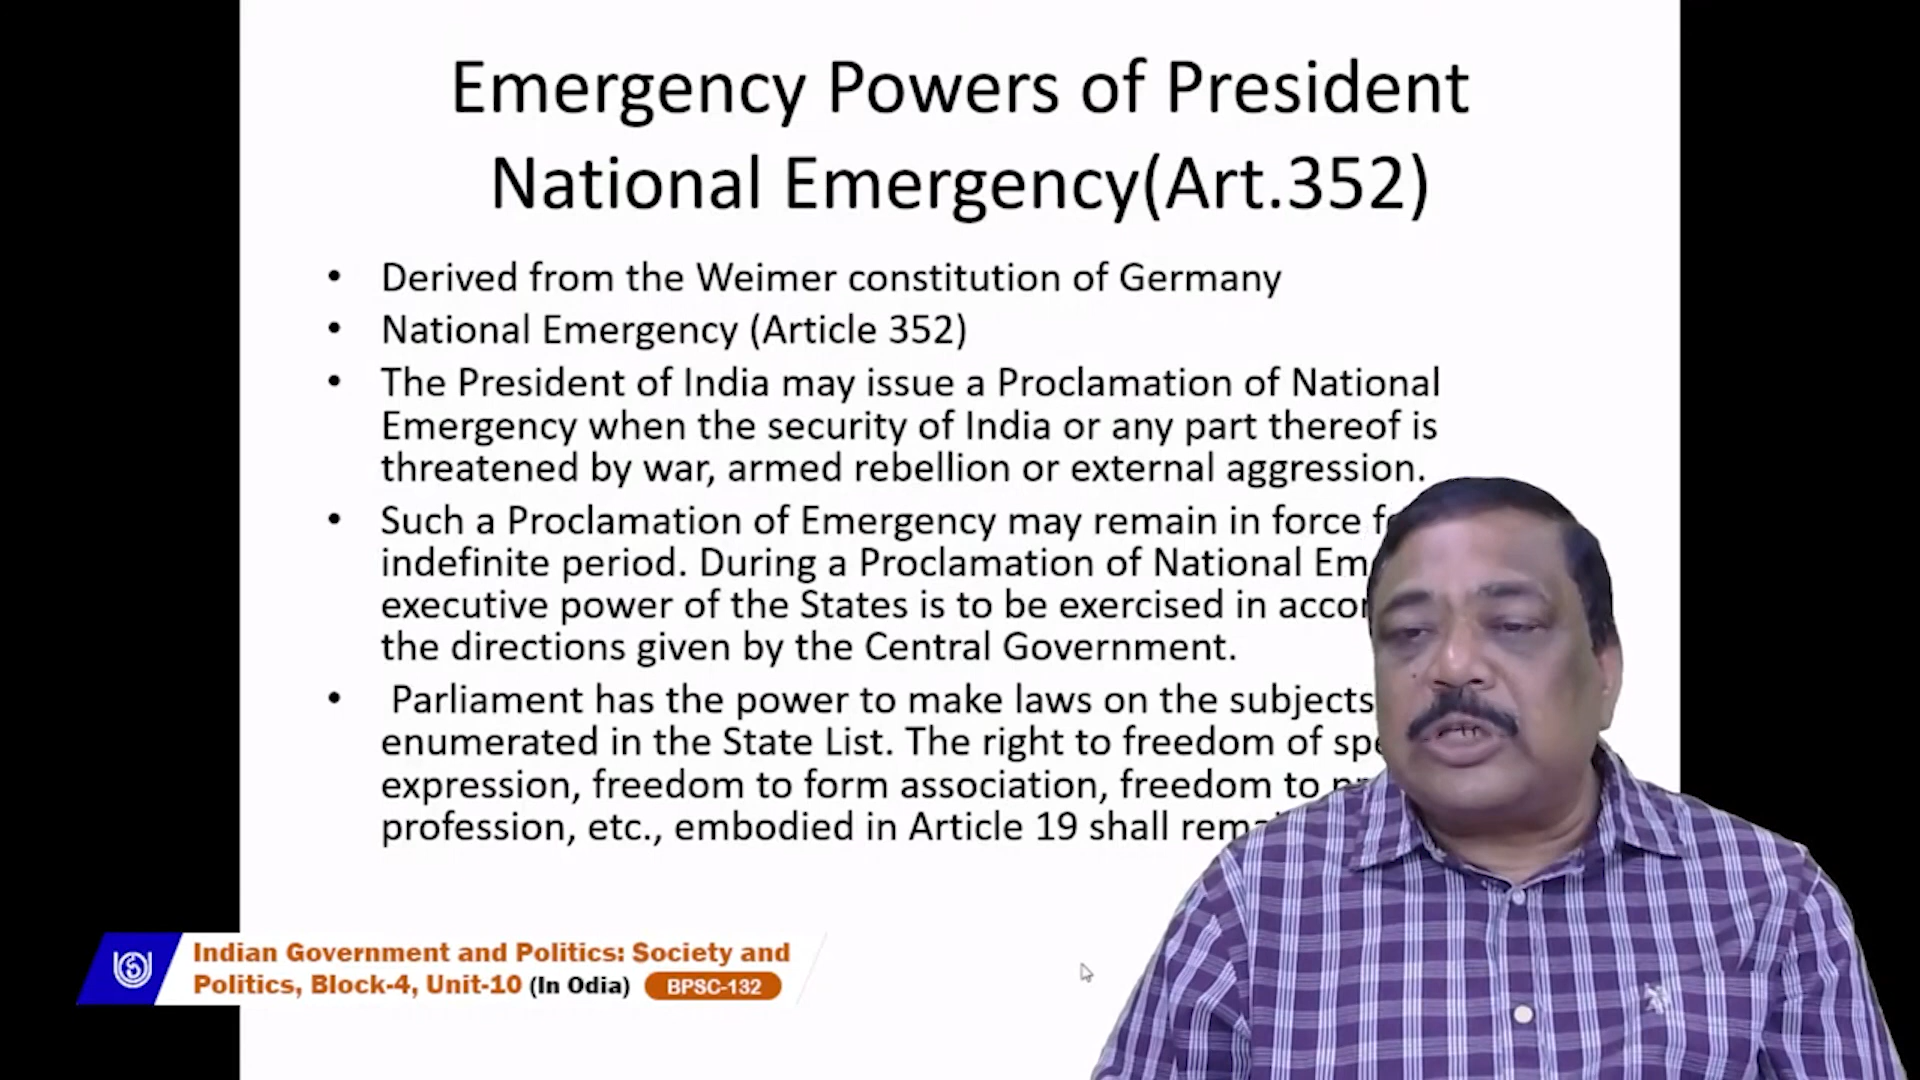 Emergency Powers of President
National Emergency(Art.352)
• Derived from the Weimer constitution of Germany
• National Emergency (Article 352)
• The President of India may issue a Proclamation of National
Emergency when the security of India or any part thereof is
threatened by war, armed rebellion or external aggression.
• Such a Proclamation of Emergency may remain in force
indefinite period. During a Proclamation of National
executive power of the States is to be exercised in
the directions given by the Central Government.
• Parliament has the power to make laws on the subjects
enumerated in the State List. The right to freedom of
expression, freedom to form association, freedom to
profession, etc., embodied in Article 19 shall
Indian Government and Politics: Society and
Politics, Block-4, Unit-10 (In Odia) BPSC-132